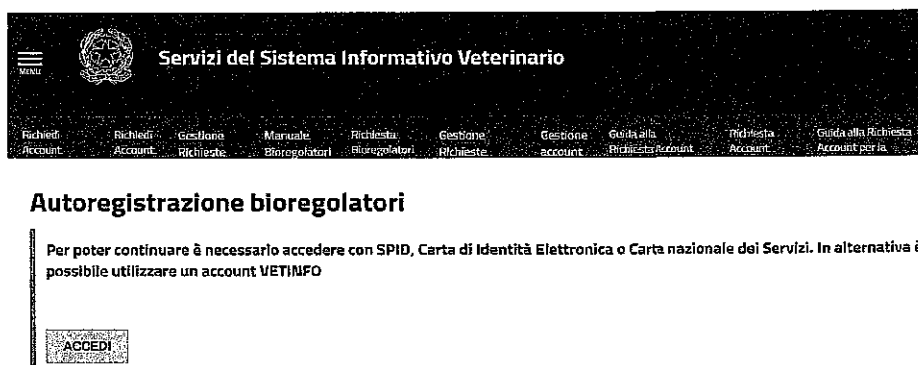 MENU
Servizi del Sistema Informativo Veterinario
Richiedi Account
Richiedi Account
Gestione Richieste
Manuale Bioregolatori
Richiesta Bioregolatori
Gestione Richieste
Gestione account
Guida alla Richiesta Account
Richiesta Account
Guida alla Richiesta Account per la
Autoregistrazione bioregolatori
Per poter continuare è necessario accedere con SPID, Carta di Identità Elettronica o Carta nazionale dei Servizi. In alternativa è
possibile utilizzare un account VETINFO
ACCEDI